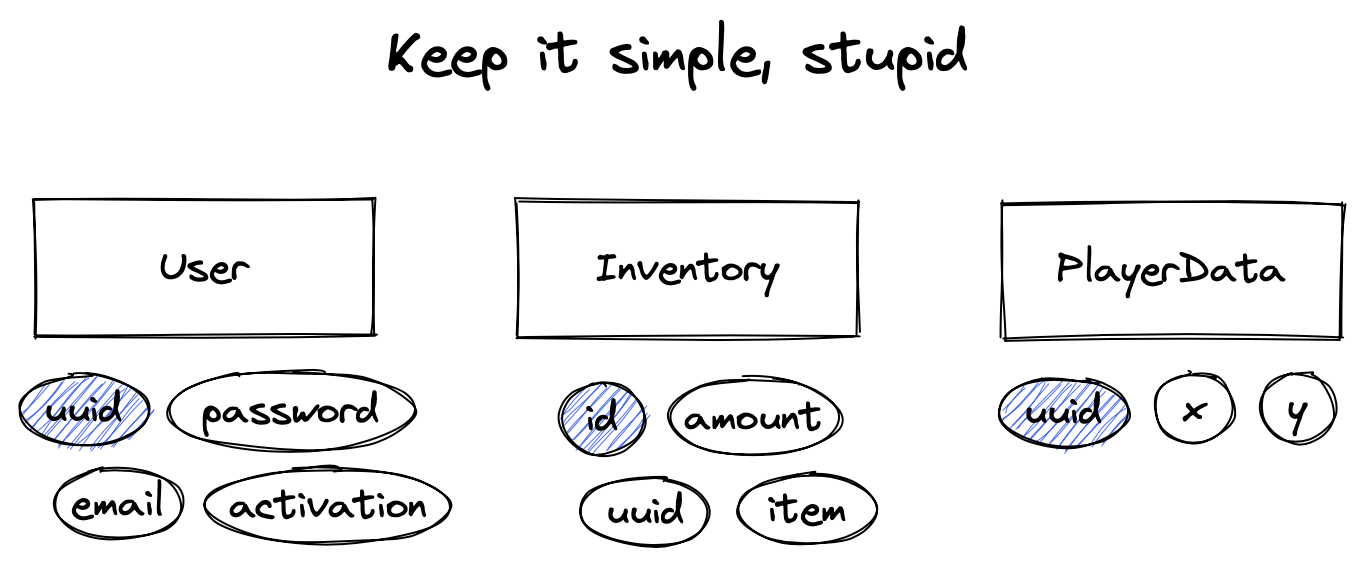 Keep it simple, stupid
User
Inventory
PlayerData
uuid
password
email
activation
id
amount
uuid
item
uuid
x
y